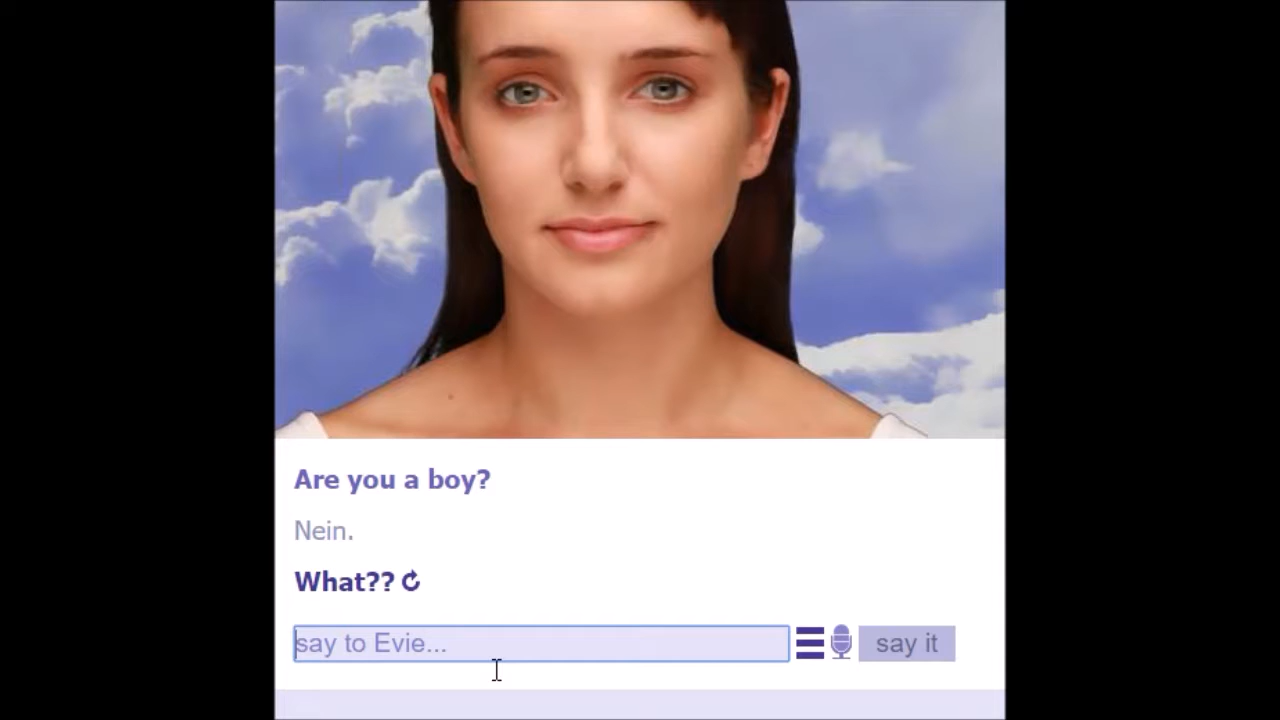 Are you a boy?
Nein.
What??
say to Evie...
say it